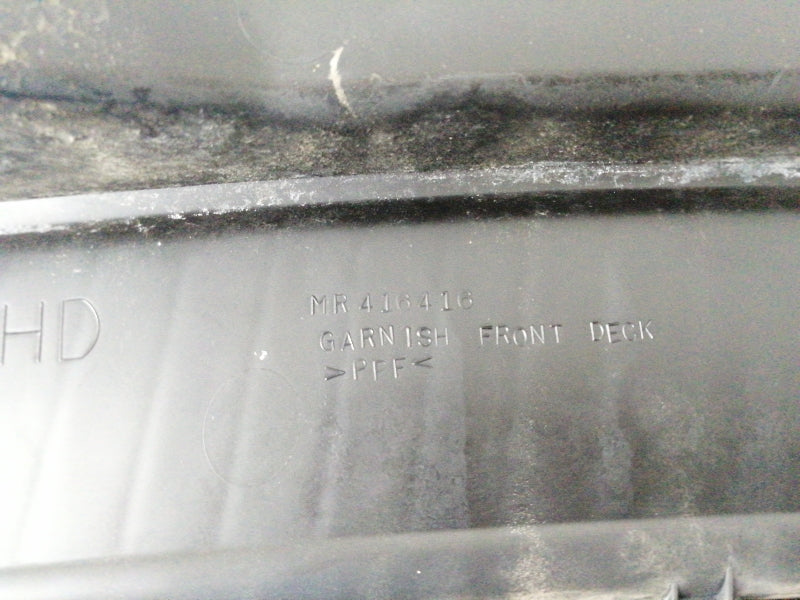 HD
MR416416
GARNISH FRONT DECK
>PPF<